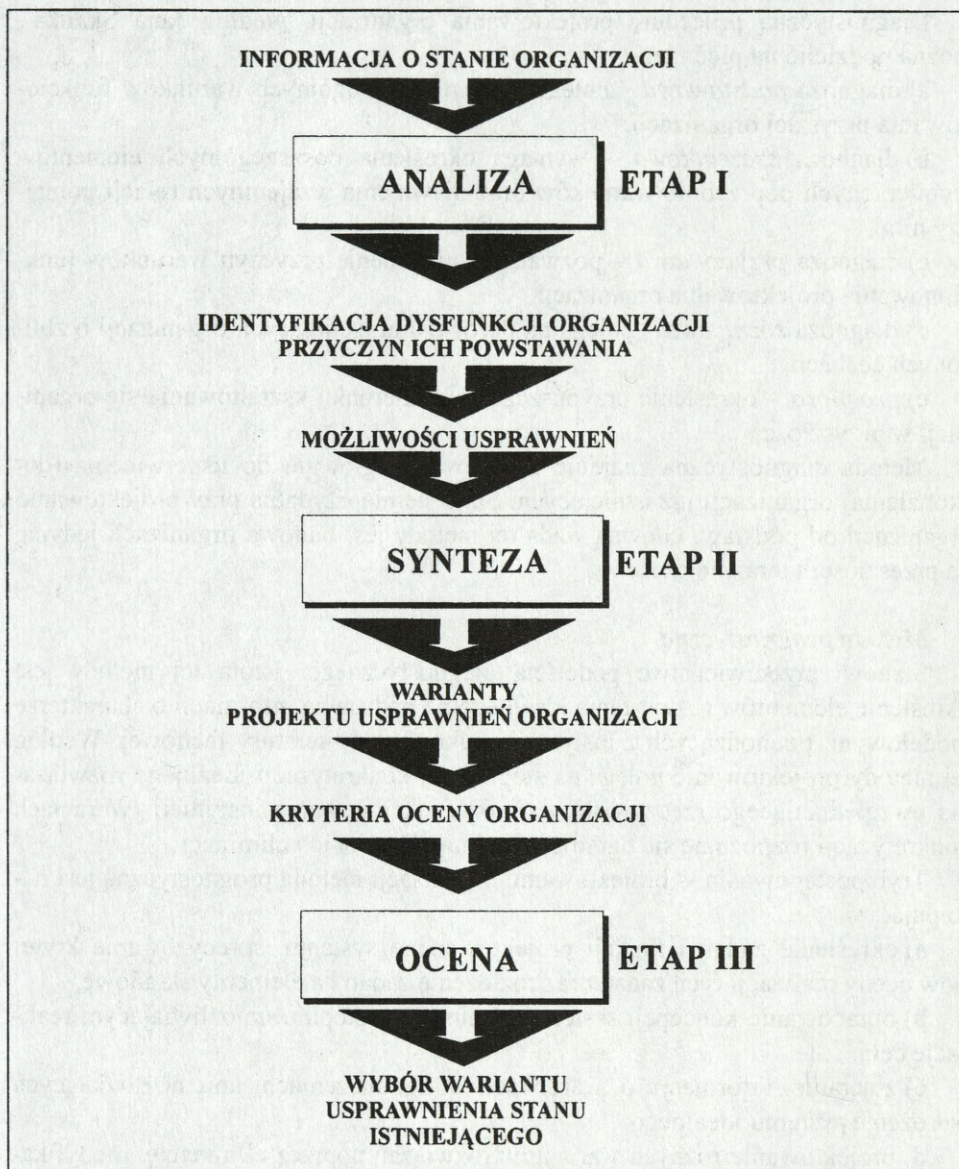 INFORMACJA O STANIE ORGANIZACJI
ANALIZA ETAP I
IDENTYFIKACJA DYSFUNKCJI ORGANIZACJI
PRZYCZYN ICH POWSTAWANIA
MOŻLIWOŚCI USPRAWNIEŃ
SYNTEZA ETAP II
WARIANTY
PROJEKTU USPRAWNIEŃ ORGANIZACJI
KRYTERIA OCENY ORGANIZACJI
OCENA ETAP III
WYBÓR WARIANTU
USPRAWNIENIA STANU
ISTNIEJĄCEGO